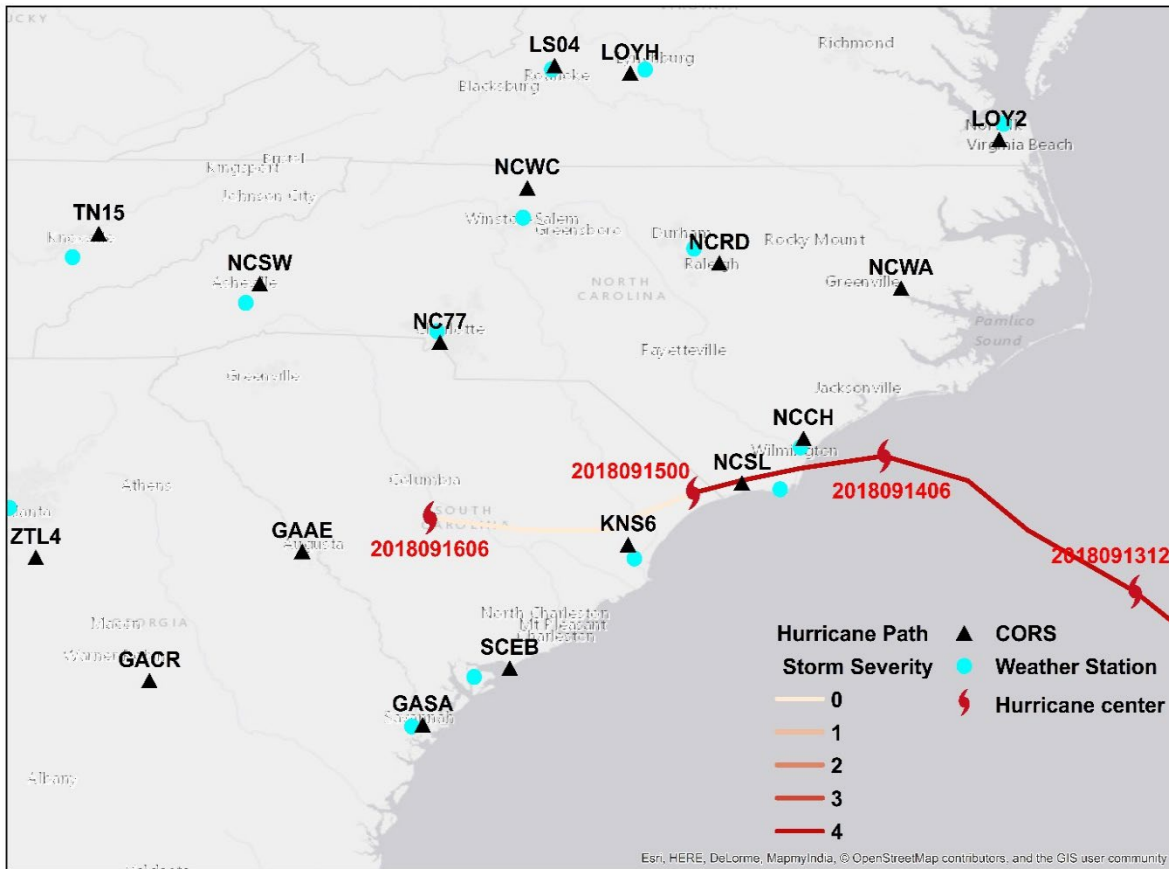 LS04
LOYH
Richmond
Roanoke
Blacksburg
LOY2
Virginia Beach
Kingsport
Bristol
Johnson City
NCWC
Winston-Salem
Greensboro
TN15
NCSW
Asheville
Durham
NCRD
Raleigh
Rocky Mount
NCWA
Greenville
NORTH
CAROLINA
NC77
Pamlico
Sound
Fayetteville
Greenville
Jacksonville
NCCH
Wilmington
NCSL
2018091500
2018091406
Athens
Columbia
SOUTH
CAROLINA
2018091606
KNS6
2018091312
ZTL4
GAAE
Augusta
Macon
GEORGIA
GACR
North Charleston
Mt Pleasant
Charleston
SCEB
GASA
Savannah
Albany
Hurricane Path
CORS
Storm Severity
Weather Station
0
Hurricane center
1
2
3
4
Esri, HERE, DeLorme, MapmyIndia, © OpenStreetMap contributors, and the GIS user community